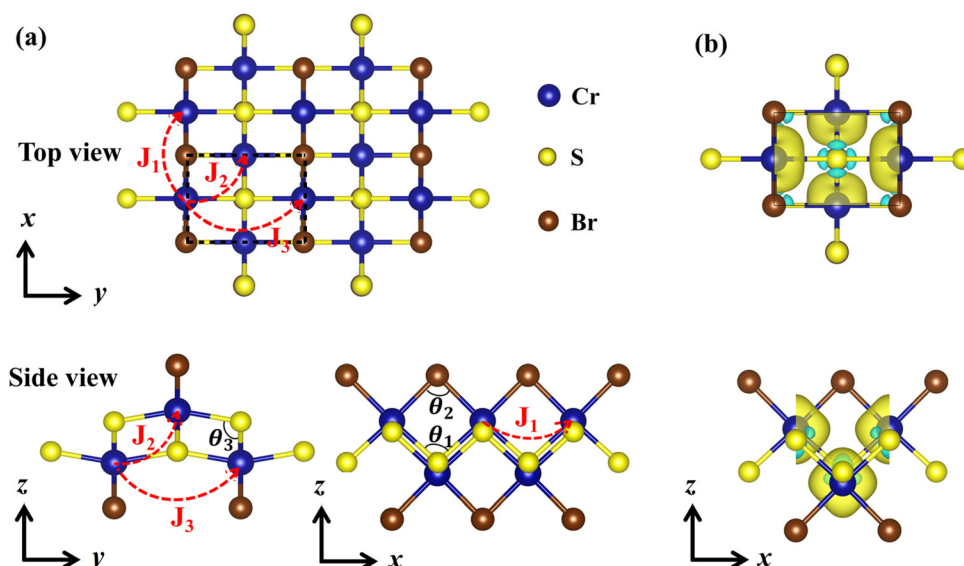 (a)
(b)
Cr
S
Br
Top view
J1
J2
J3
x
y
Side view
J2
θ3
J3
z
y
θ2
J1
θ1
z
x
z
x